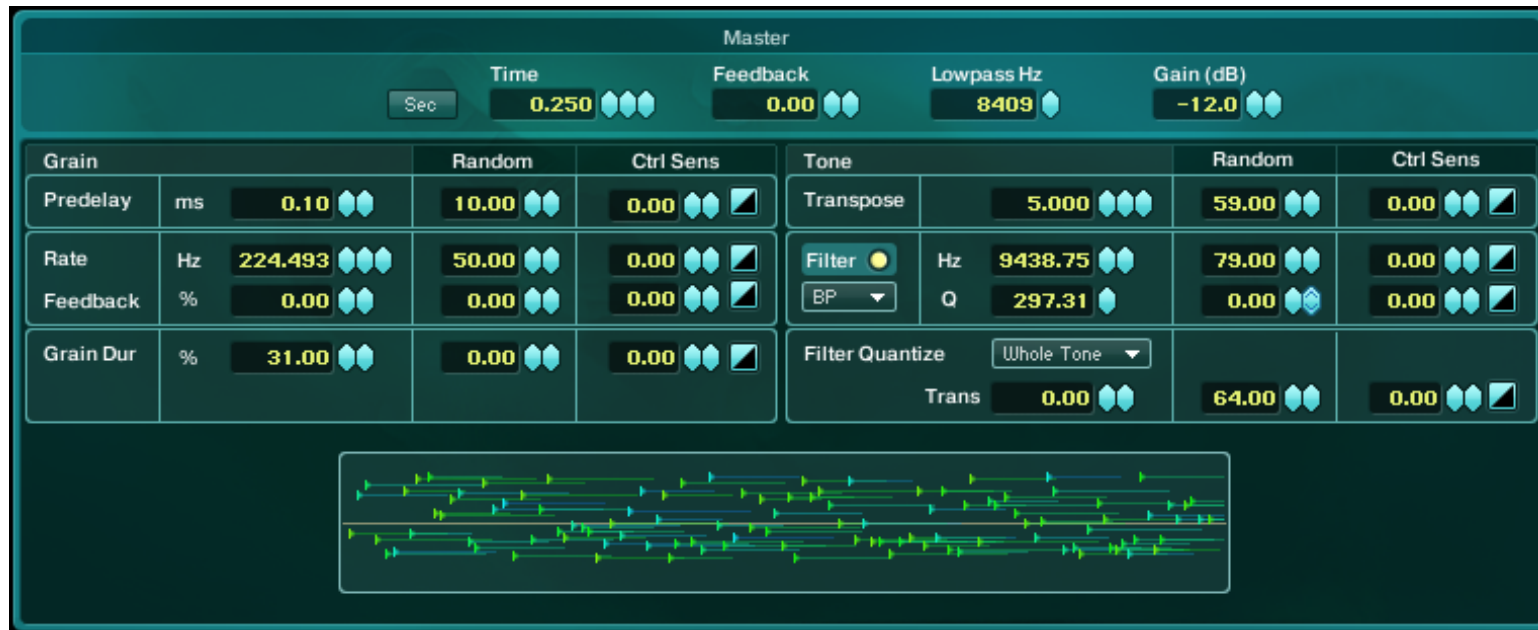 Master
Time Feedback Lowpass Hz Gain (dB)
Sec 0.250 0.00 8409 -12.0
Grain Random Ctrl Sens Tone Random Ctrl Sens
Predelay ms 0.10 10.00 0.00 Transpose 5.000 59.00 0.00
Rate Hz 224.493 50.00 0.00 Filter Hz 9438.75 79.00 0.00
Feedback % 0.00 0.00 0.00 BP Q 297.31 0.00 0.00
Grain Dur % 31.00 0.00 0.00 Filter Quantize Whole Tone
Trans 0.00 64.00 0.00